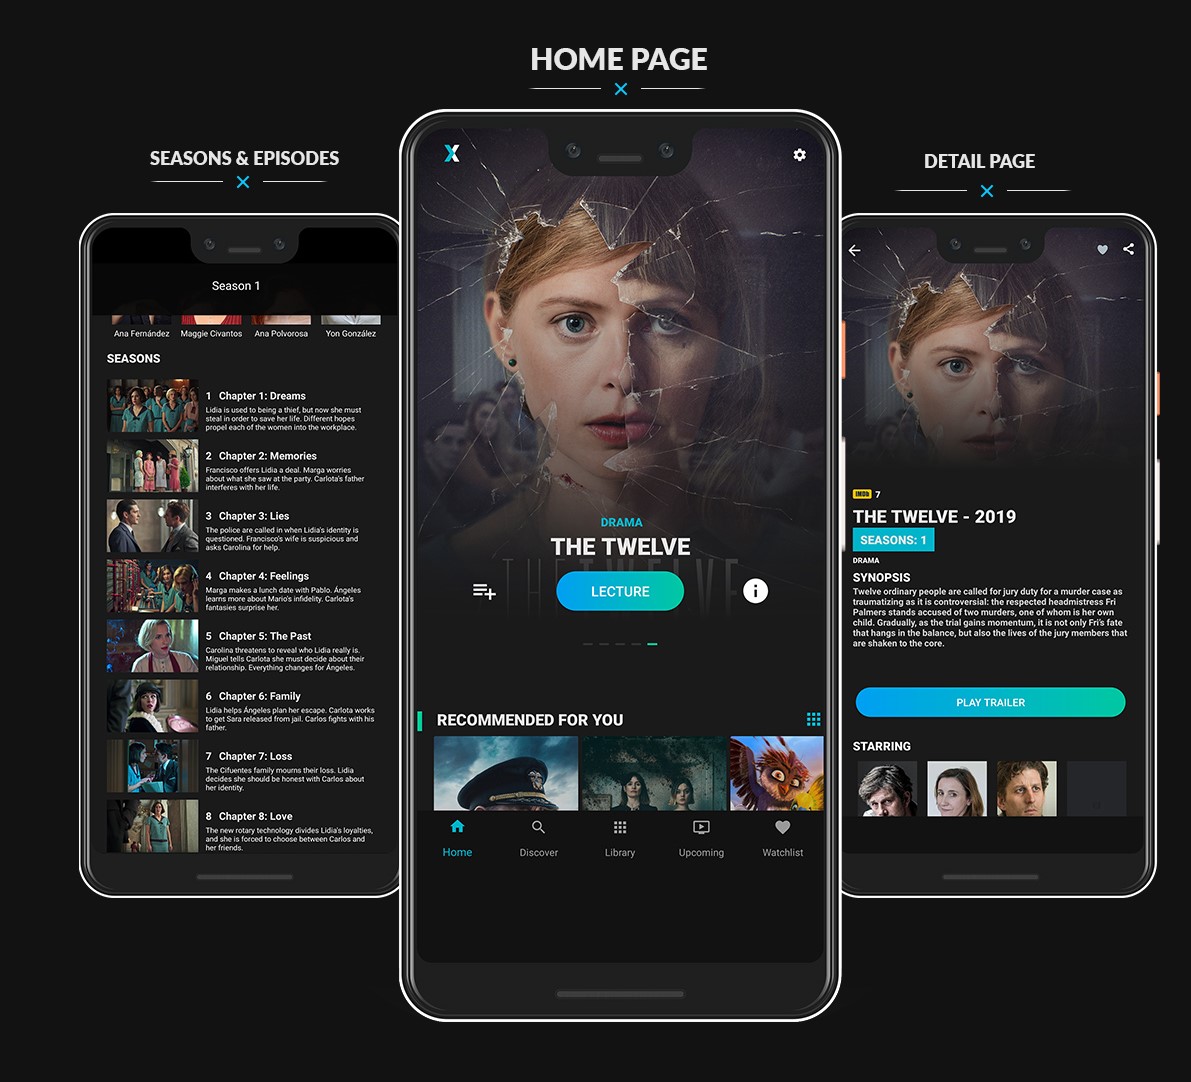 HOME PAGE
SEASONS & EPISODES
DETAIL PAGE
Season 1
Ana Fernández
Maggie Civantos
Ana Polvorosa
Yon González
SEASONS
1 Chapter 1: Dreams
Lidia is used to being a thief, but now she must
steal in order to save her life. Different hopes
propel each of the women into the workplace.
2 Chapter 2: Memories
Francisco offers Lidia a deal. Marga worries
about what she saw at the party. Carlota's father
interferes with her life.
3 Chapter 3: Lies
The police are called in when Lidia's identity is
questioned. Francisco's wife is suspicious and
asks Carolina for help.
4 Chapter 4: Feelings
Marga makes a lunch date with Pablo. Ángeles
learns more about Mario's infidelity. Carlota's
fantasies surprise her.
5 Chapter 5: The Past
Carolina threatens to reveal who Lidia really is.
Miguel tells Carlota she must decide about their
relationship. Everything changes for Ángeles.
6 Chapter 6: Family
Lidia helps Ángeles plan her escape. Carlota works
to get Sara released from jail. Carlos fights with his
father.
7 Chapter 7: Loss
The Cifuentes family mourns their loss. Lidia
decides she should be honest with Carlos about
her identity.
8 Chapter 8: Love
The new rotary technology divides Lidia's loyalties,
and she is forced to choose between Carlos and
her friends.
X
DRAMA
THE TWELVE
THE TWELVE
LECTURE
RECOMMENDED FOR YOU
Home
Discover
Library
Upcoming
Watchlist
IMDb 7
THE TWELVE - 2019
SEASONS: 1
DRAMA
SYNOPSIS
Twelve ordinary people are called for jury duty for a murder case as
traumatizing as it is controversial: the respected headmistress Fri
Palmers stands accused of two murders, one of whom is her own
child. Gradually, as the trial gains momentum, it is not only Fri's fate
that hangs in the balance, but also the lives of the jury members that
are shaken to the core.
PLAY TRAILER
STARRING